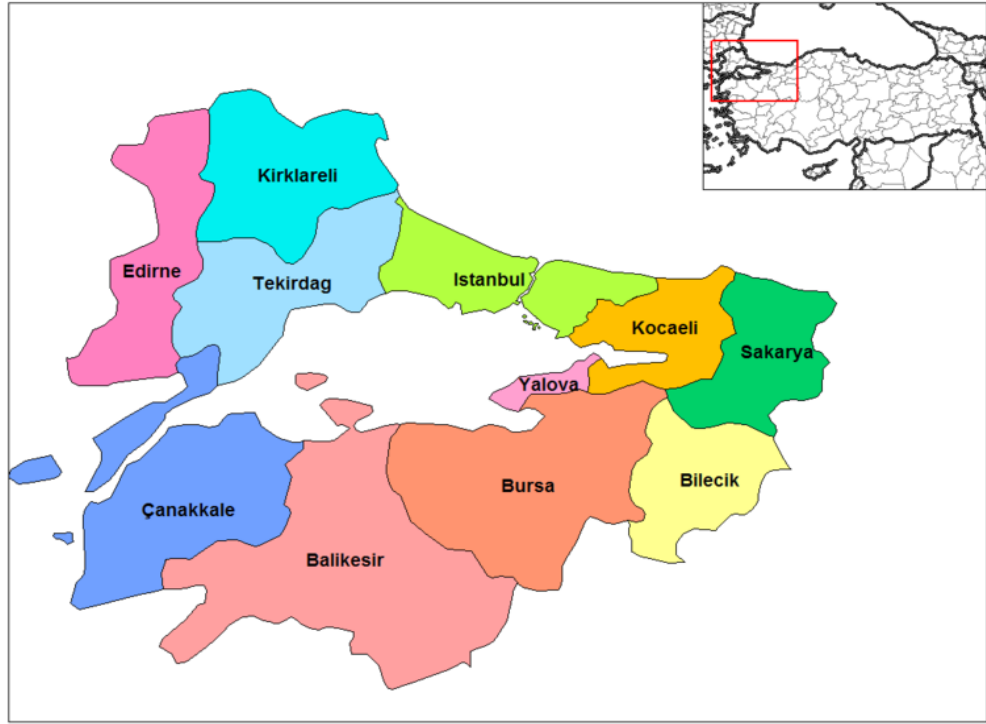 Kirklareli
Edirne
Tekirdag
Istanbul
Kocaeli
Sakarya
Yalova
Bursa
Bilecik
Çanakkale
Balikesir